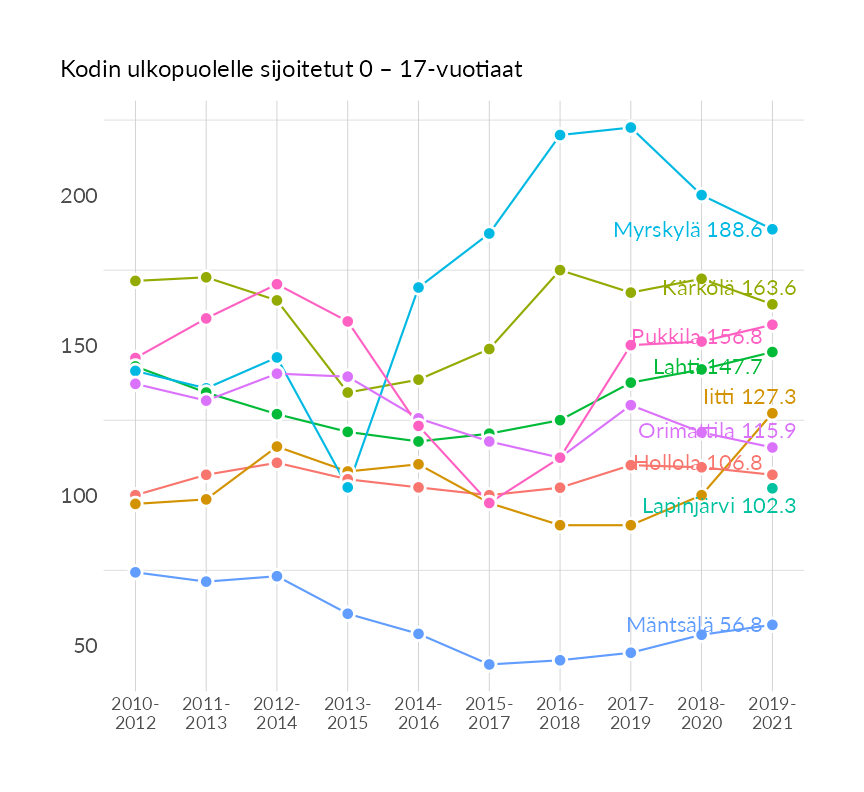 Kodin ulkopuolelle sijoitetut 0 – 17-vuotiaat
200
150
100
50
Myrskylä 188.6
Kärkölä 163.6
Pukkila 156.8
Lahti 147.7
Iitti 127.3
Orimattila 115.9
Hollola 106.8
Lapinjärvi 102.3
Mäntsälä 56.8
2010- 2011- 2012- 2013- 2014- 2015- 2016- 2017- 2018- 2019-
2012 2013 2014 2015 2016 2017 2018 2019 2020 2021